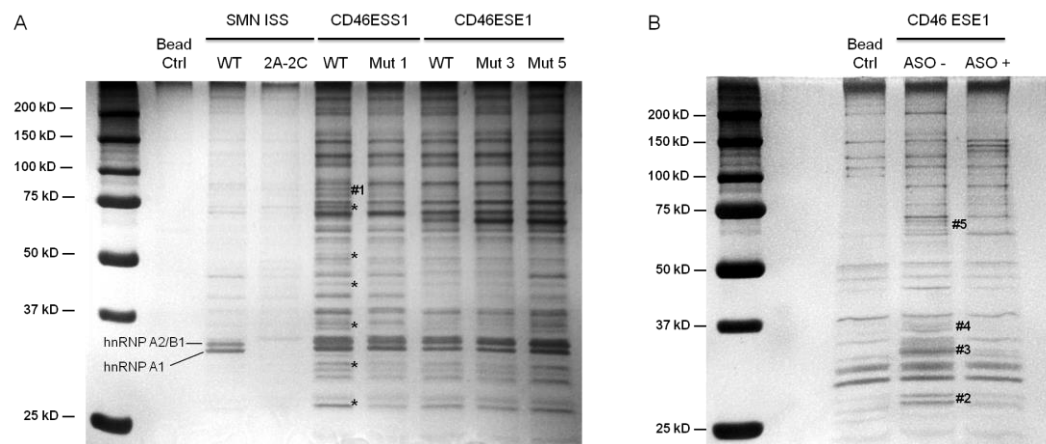 A
SMN ISS
CD46ESS1
CD46ESE1
Bead
Ctrl
WT
2A-2C
WT
Mut 1
WT
Mut 3
Mut 5
200 kD
150 kD
100 kD
75 kD
50 kD
37 kD
hnRNP A2/B1
hnRNP A1
25 kD
#1
*
*
*
*
*
*
B
CD46 ESE1
Bead
Ctrl
ASO -
ASO +
200 kD
150 kD
100 kD
75 kD
50 kD
37 kD
25 kD
#5
#4
#3
#2